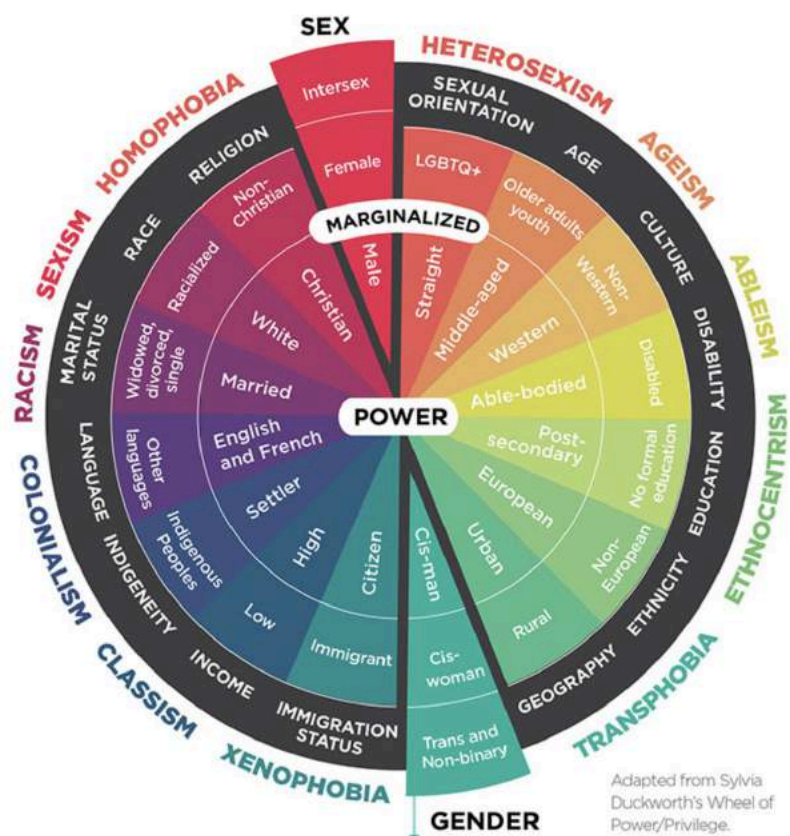 SEX
Intersex
Female
Male
HETEROSEXISM
AGEISM
ABLEISM
ETHNOCENTRISM
TRANSPHOBIA
XENOPHOBIA
CLASSISM
COLONIALISM
RACISM
SEXISM
HOMOPHOBIA
SEXUAL
ORIENTATION
LGBTQ+
Straight
AGE
Older adults
youth
Middle-aged
CULTURE
Non-
Western
Western
DISABILITY
Disabled
Able-bodied
EDUCATION
No formal
education
Post-
secondary
ETHNICITY
Non-
European
European
GEOGRAPHY
Rural
Urban
Cis-man
Cis-
woman
Trans and
Non-binary
GENDER
IMMIGRATION
STATUS
Immigrant
Citizen
INCOME
Low
High
INDIGENEITY
Indigenous
Peoples
Settler
LANGUAGE
Other
languages
English
and French
MARITAL
STATUS
Widowed,
divorced,
single
Married
RACE
Racialized
White
RELIGION
Non-
Christian
Christian
MARGINALIZED
POWER
Adapted from Sylvia
Duckworth's Wheel of
Power/Privilege.